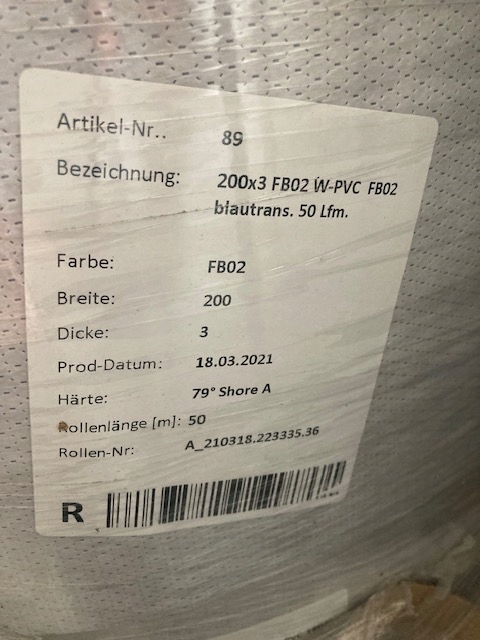 Artikel-Nr.. 89
Bezeichnung: 200x3 FB02 W-PVC FB02
blautrans. 50 Lfm.
Farbe: FB02
Breite: 200
Dicke: 3
Prod-Datum: 18.03.2021
Härte: 79° Shore A
Rollenlänge [m]: 50
Rollen-Nr: A_210318.223335.36
R